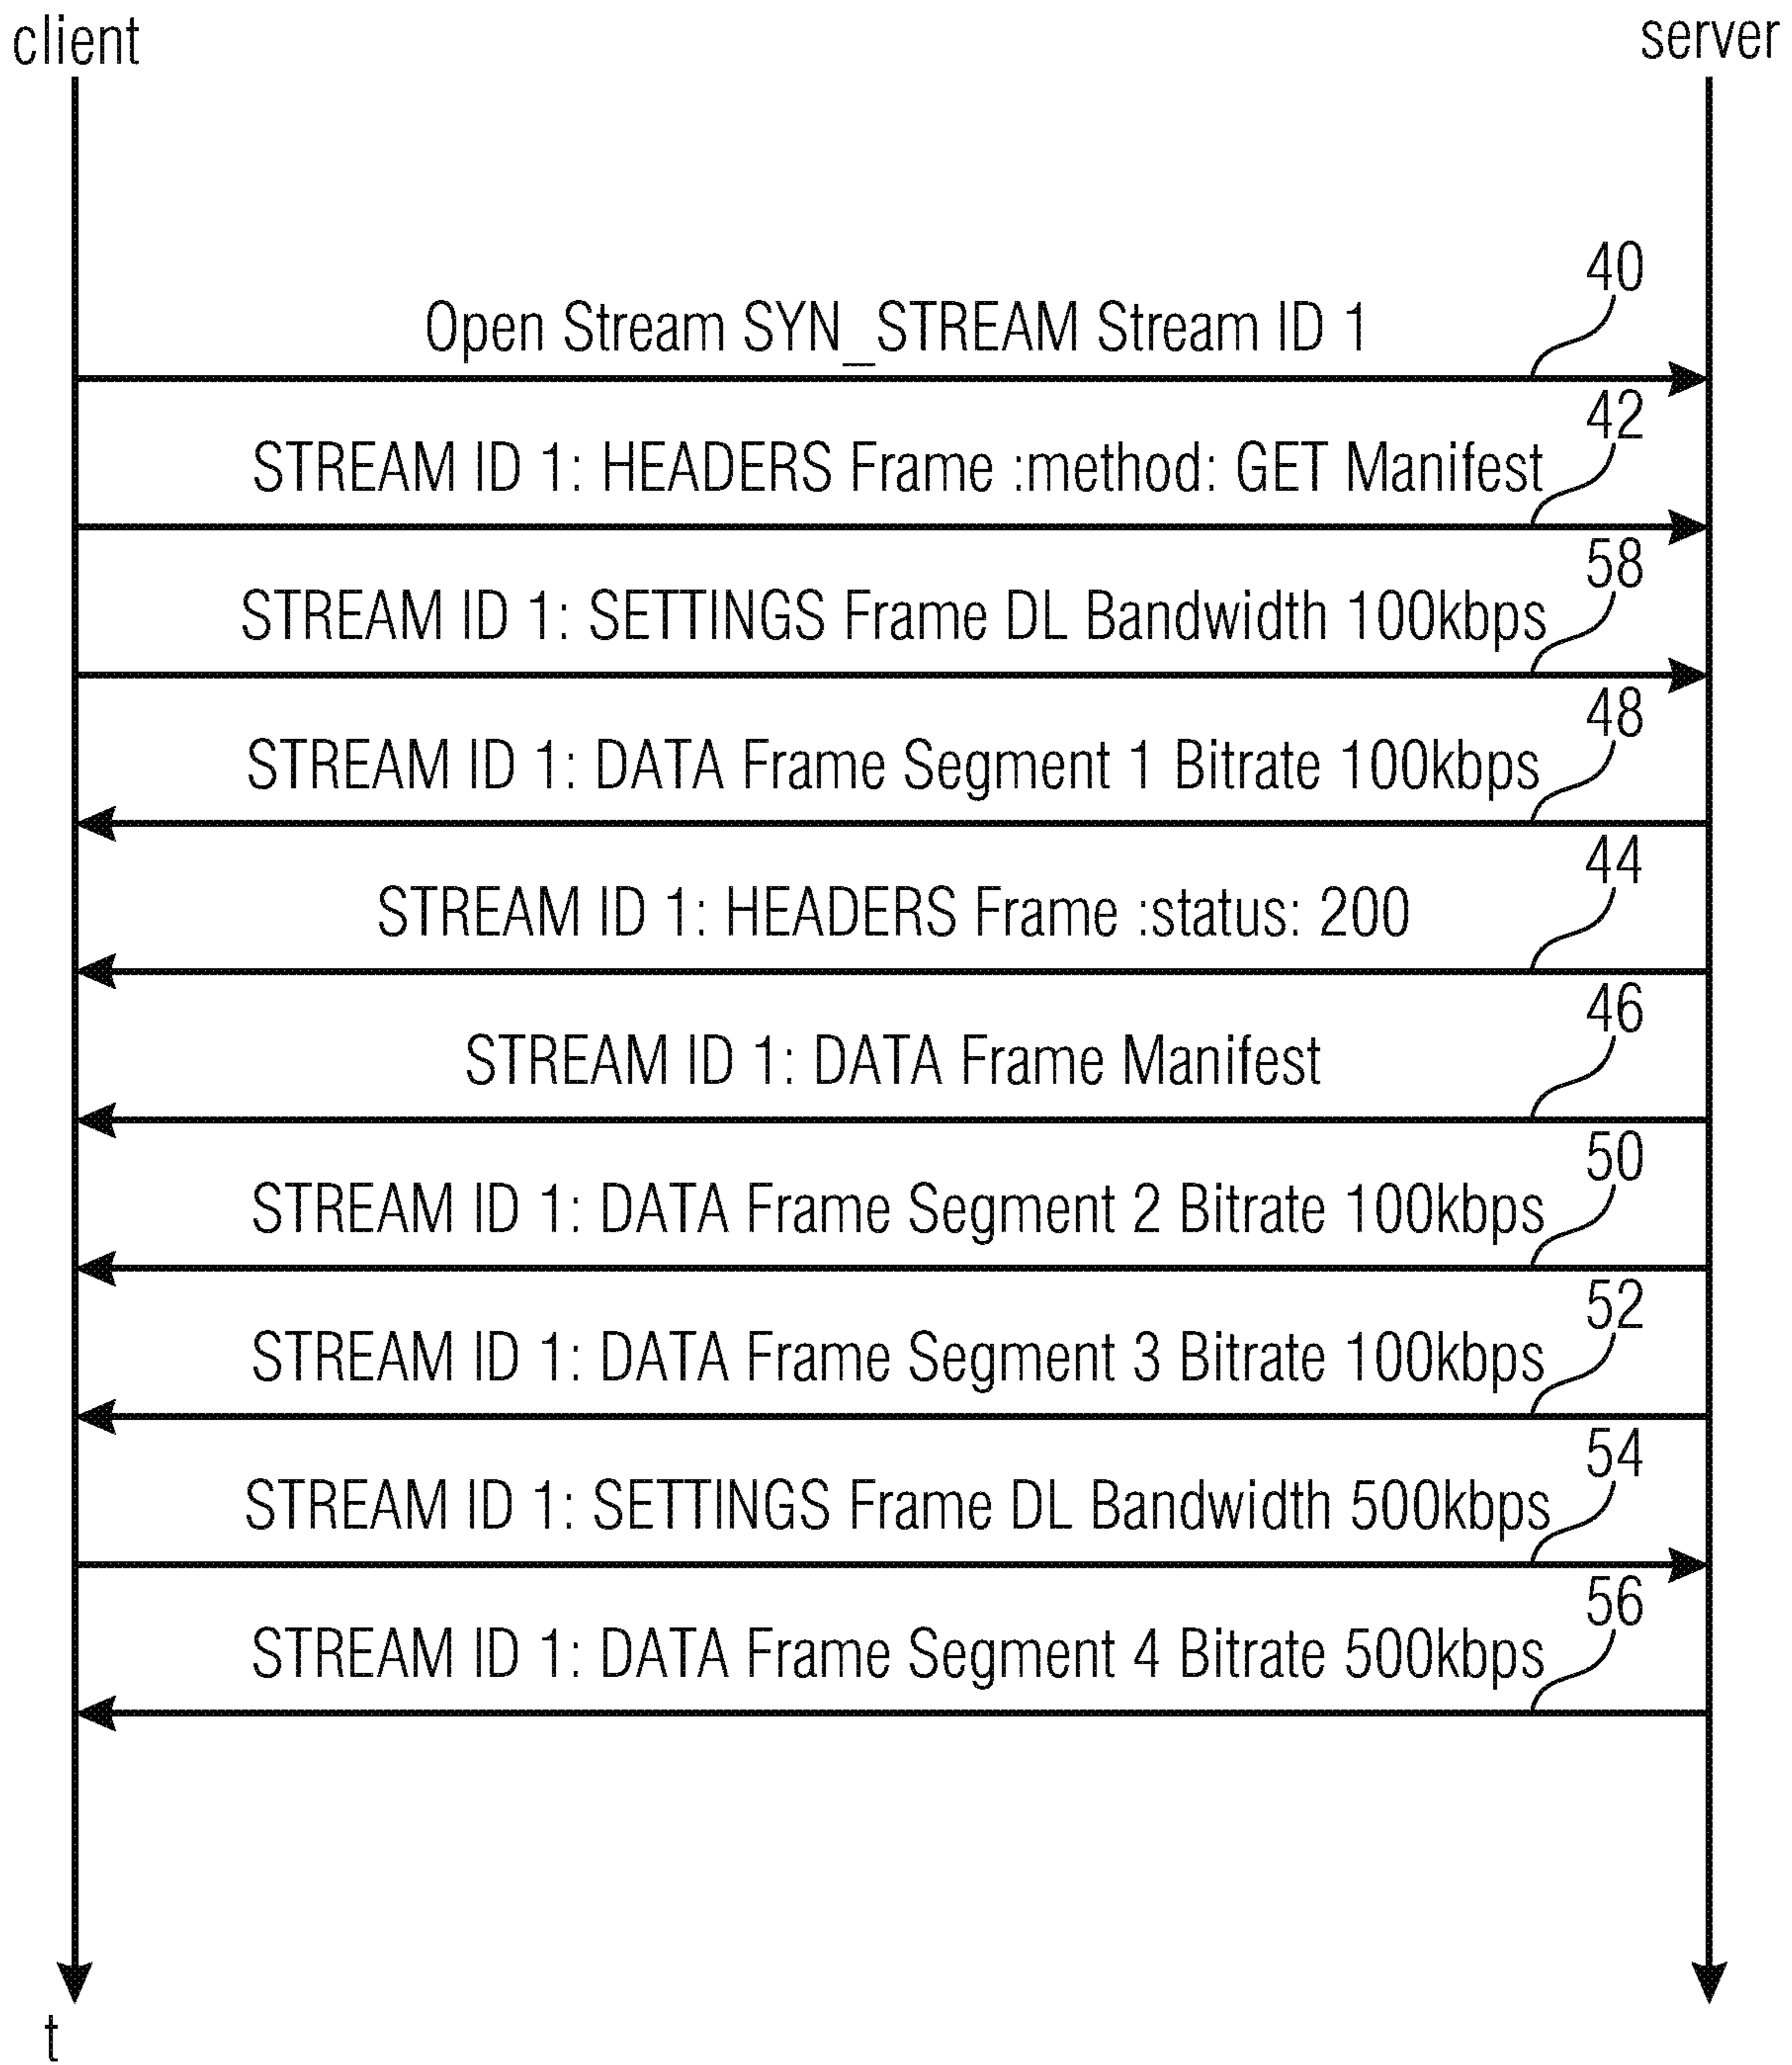 client
server
40
Open Stream SYN_STREAM Stream ID 1
42
STREAM ID 1: HEADERS Frame :method: GET Manifest
58
STREAM ID 1: SETTINGS Frame DL Bandwidth 100kbps
48
STREAM ID 1: DATA Frame Segment 1 Bitrate 100kbps
44
STREAM ID 1: HEADERS Frame :status: 200
46
STREAM ID 1: DATA Frame Manifest
50
STREAM ID 1: DATA Frame Segment 2 Bitrate 100kbps
52
STREAM ID 1: DATA Frame Segment 3 Bitrate 100kbps
54
STREAM ID 1: SETTINGS Frame DL Bandwidth 500kbps
56
STREAM ID 1: DATA Frame Segment 4 Bitrate 500kbps
t